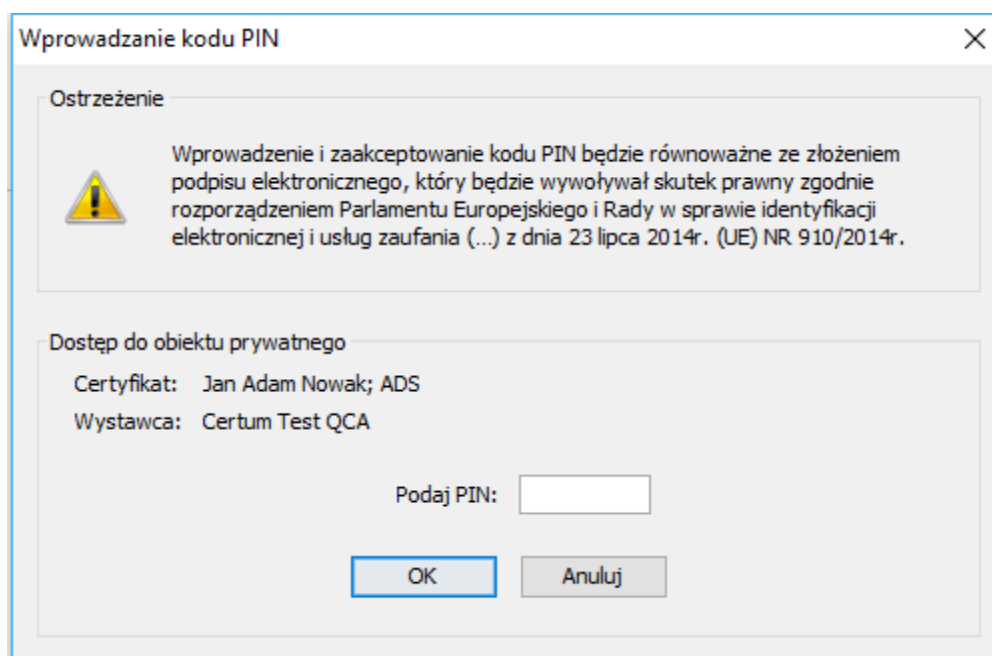 Wprowadzanie kodu PIN
Ostrzeżenie
Wprowadzenie i zaakceptowanie kodu PIN będzie równoważne ze złożeniem
podpisu elektronicznego, który będzie wywoływał skutek prawny zgodnie
rozporządzeniem Parlamentu Europejskiego i Rady w sprawie identyfikacji
elektronicznej i usług zaufania (...) z dnia 23 lipca 2014r. (UE) NR 910/2014r.
Dostęp do obiektu prywatnego
Certyfikat: Jan Adam Nowak; ADS
Wystawca: Certum Test QCA
Podaj PIN:
OK Anuluj